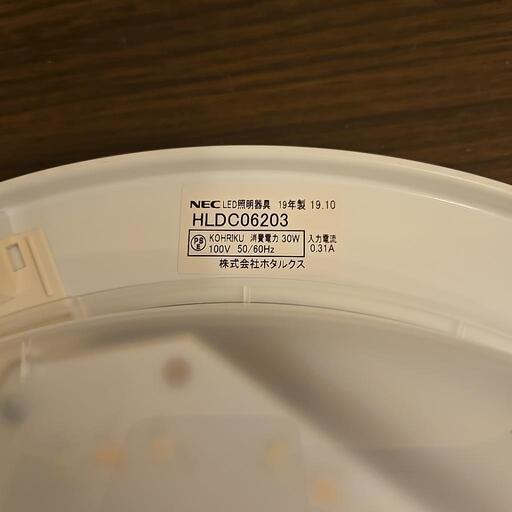 NEC LED照明器具 19年製 19.10
HLDC06203
PSE KOHRIKU 消費電力 30W 入力電流
100V 50/60Hz 0.31A
株式会社ホタルクス